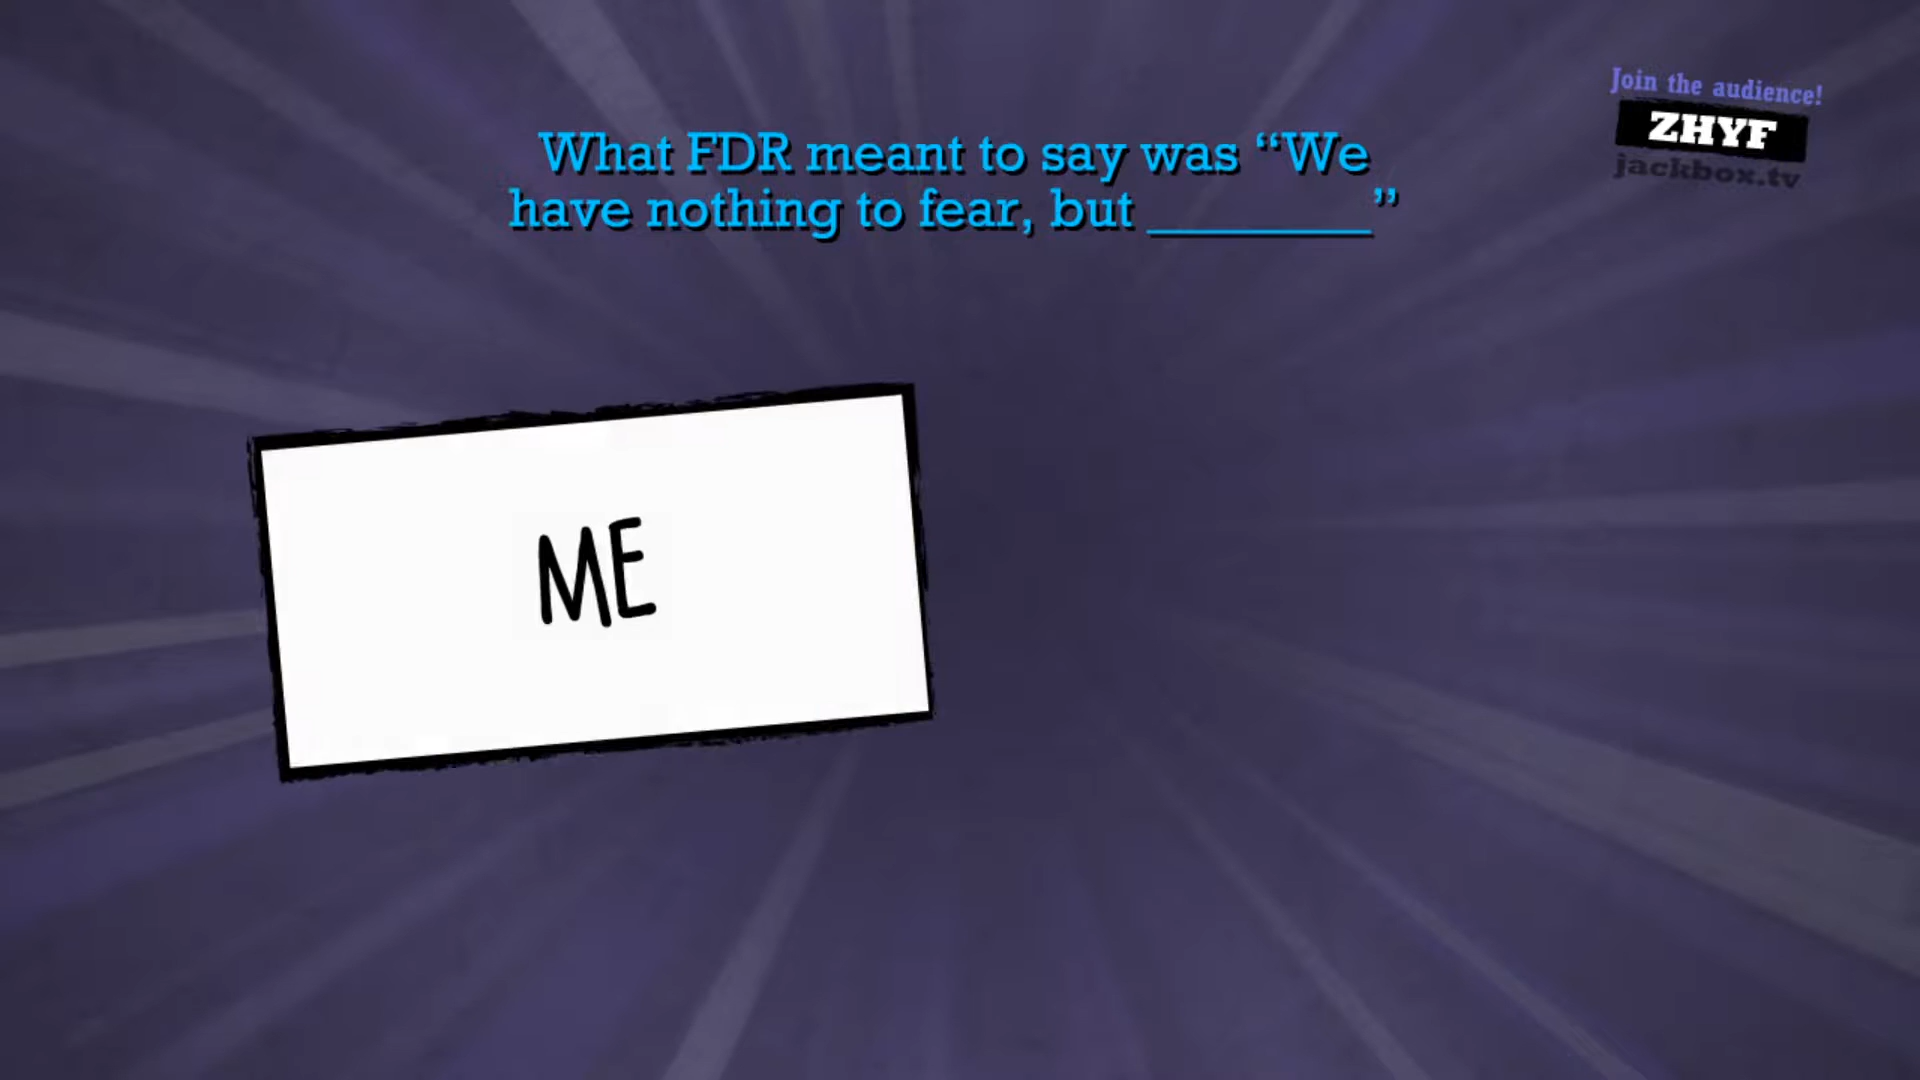 Join the audience!
ZHYF
jackbox.tv
What FDR meant to say was “We
have nothing to fear, but ________”
ME